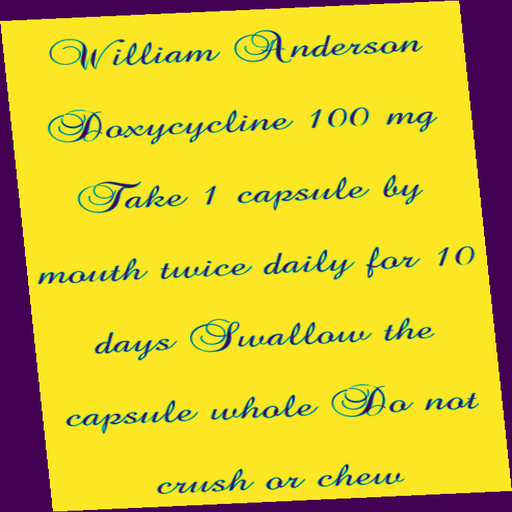 William Anderson
Doxycycline 100 mg
Take 1 capsule by
mouth twice daily for 10
days Swallow the
capsule whole Do not
crush or chew